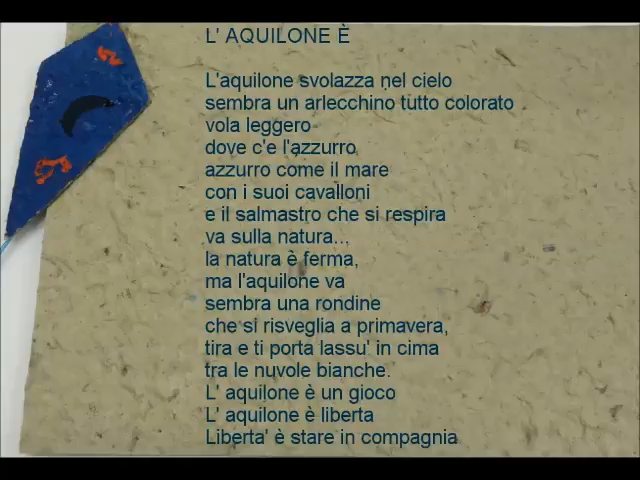 L' AQUILONE È
L'aquilone svolazza nel cielo
sembra un arlecchino tutto colorato
vola leggero
dove c'e l'azzurro
azzurro come il mare
con i suoi cavalloni
e il salmastro che si respira
va sulla natura...
la natura è ferma,
ma l'aquilone va
sembra una rondine
che si risveglia a primavera,
tira e ti porta lassu' in cima
tra le nuvole bianche.
L' aquilone è un gioco
L' aquilone è liberta
Liberta' è stare in compagnia